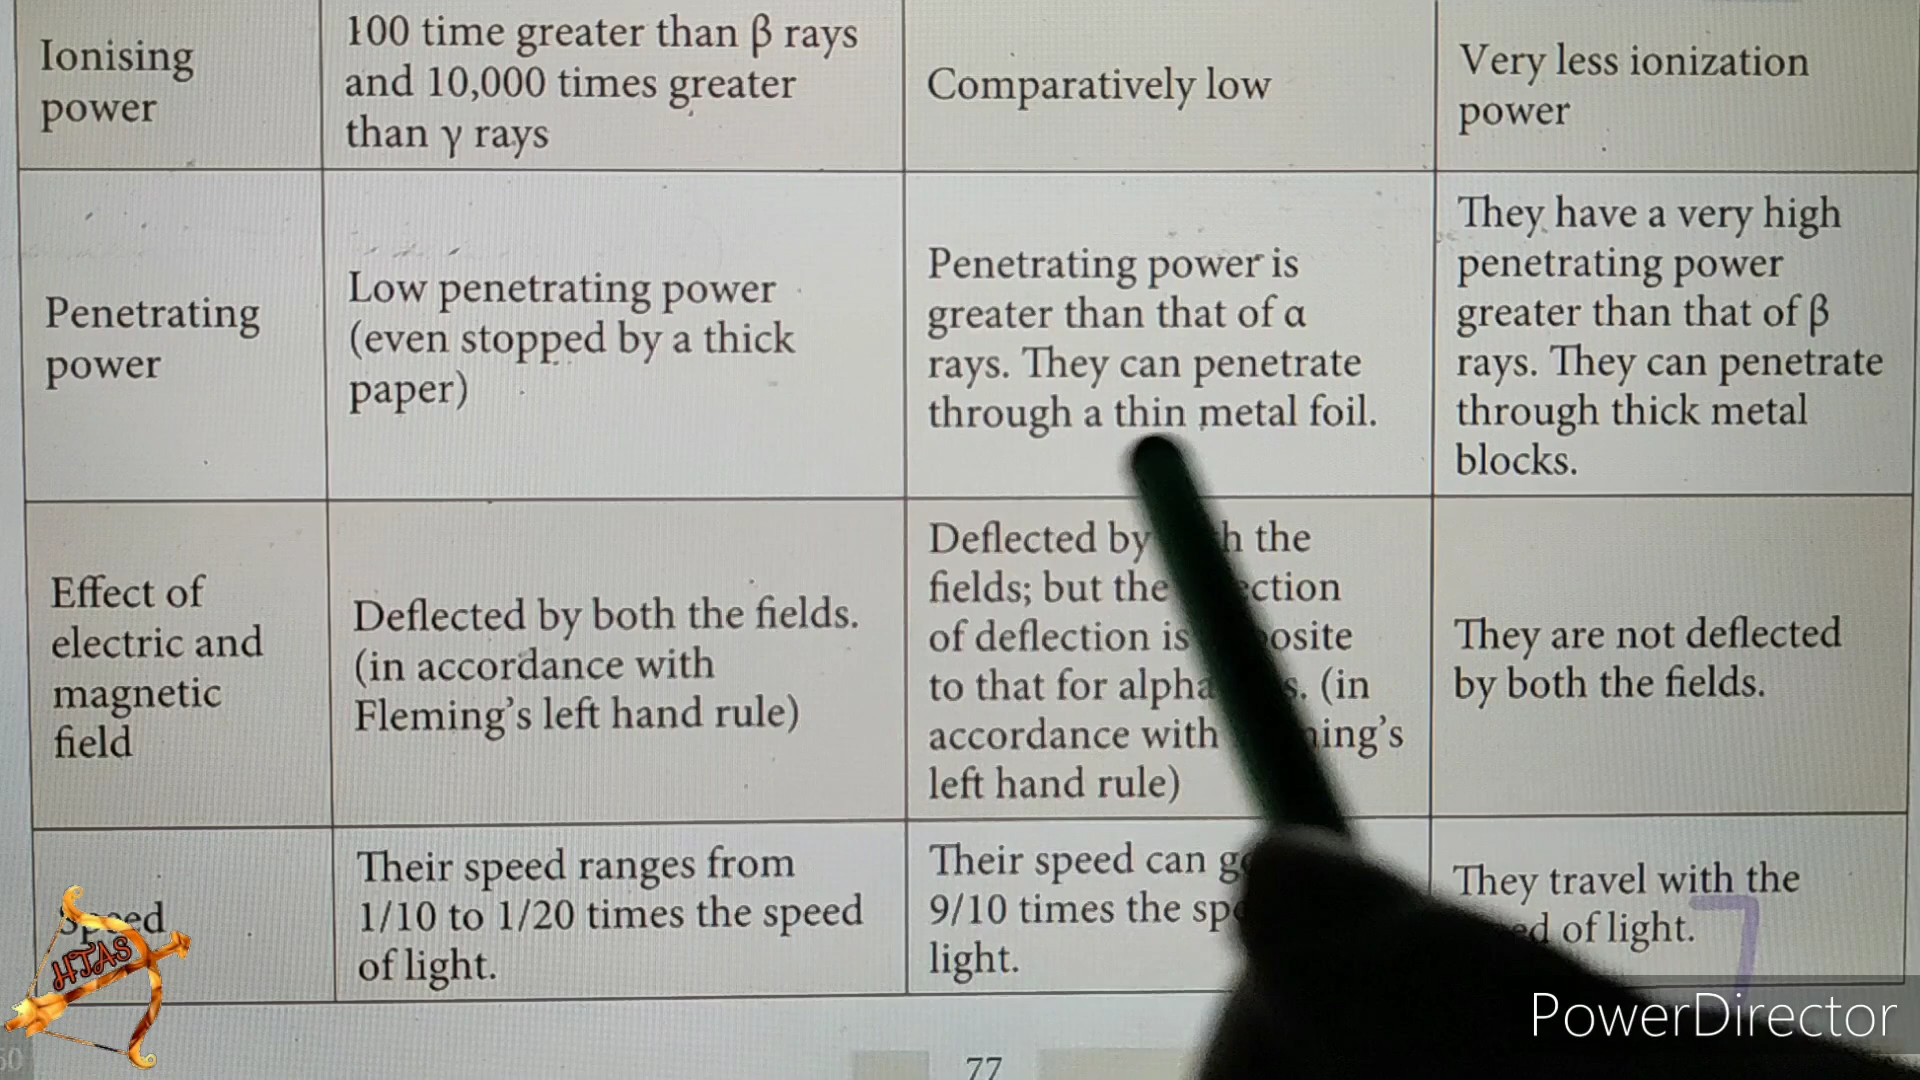 Ionising
power
100 time greater than β rays
and 10,000 times greater
than γ rays
Comparatively low
Very less ionization
power
Penetrating
power
Low penetrating power
(even stopped by a thick
paper)
Penetrating power is
greater than that of α
rays. They can penetrate
through a thin metal foil.
They have a very high
penetrating power
greater than that of β
rays. They can penetrate
through thick metal
blocks.
Effect of
electric and
magnetic
field
Deflected by both the fields.
(in accordance with
Fleming's left hand rule)
Deflected by the
fields; but the
of deflection is
to that for (in
accordance with
left hand rule)
They are not deflected
by both the fields.
Speed
Their speed ranges from
1/10 to 1/20 times the speed
of light.
Their speed can
9/10 times the
light.
They travel with the
of light.
HTAS
PowerDirector
77